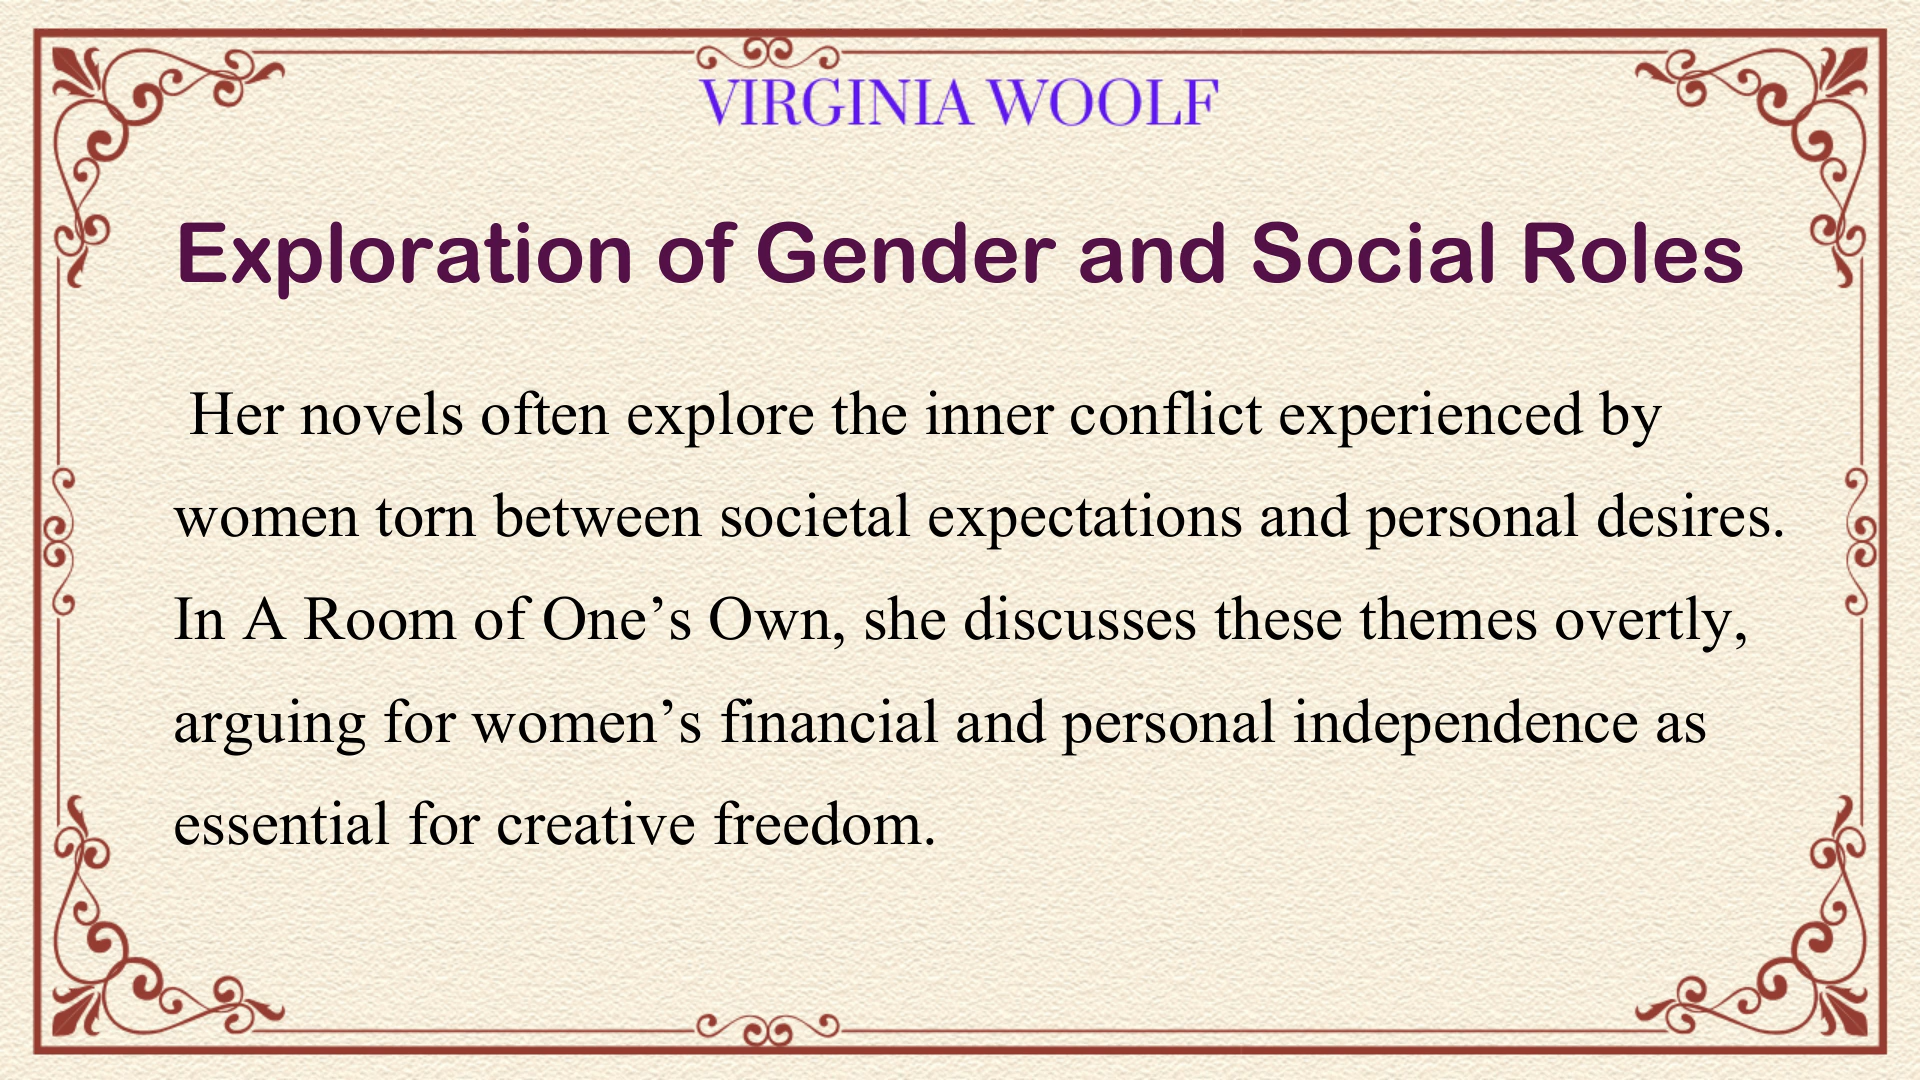 VIRGINIA WOOLF
Exploration of Gender and Social Roles
Her novels often explore the inner conflict experienced by
women torn between societal expectations and personal desires.
In A Room of One’s Own, she discusses these themes overtly,
arguing for women’s financial and personal independence as
essential for creative freedom.